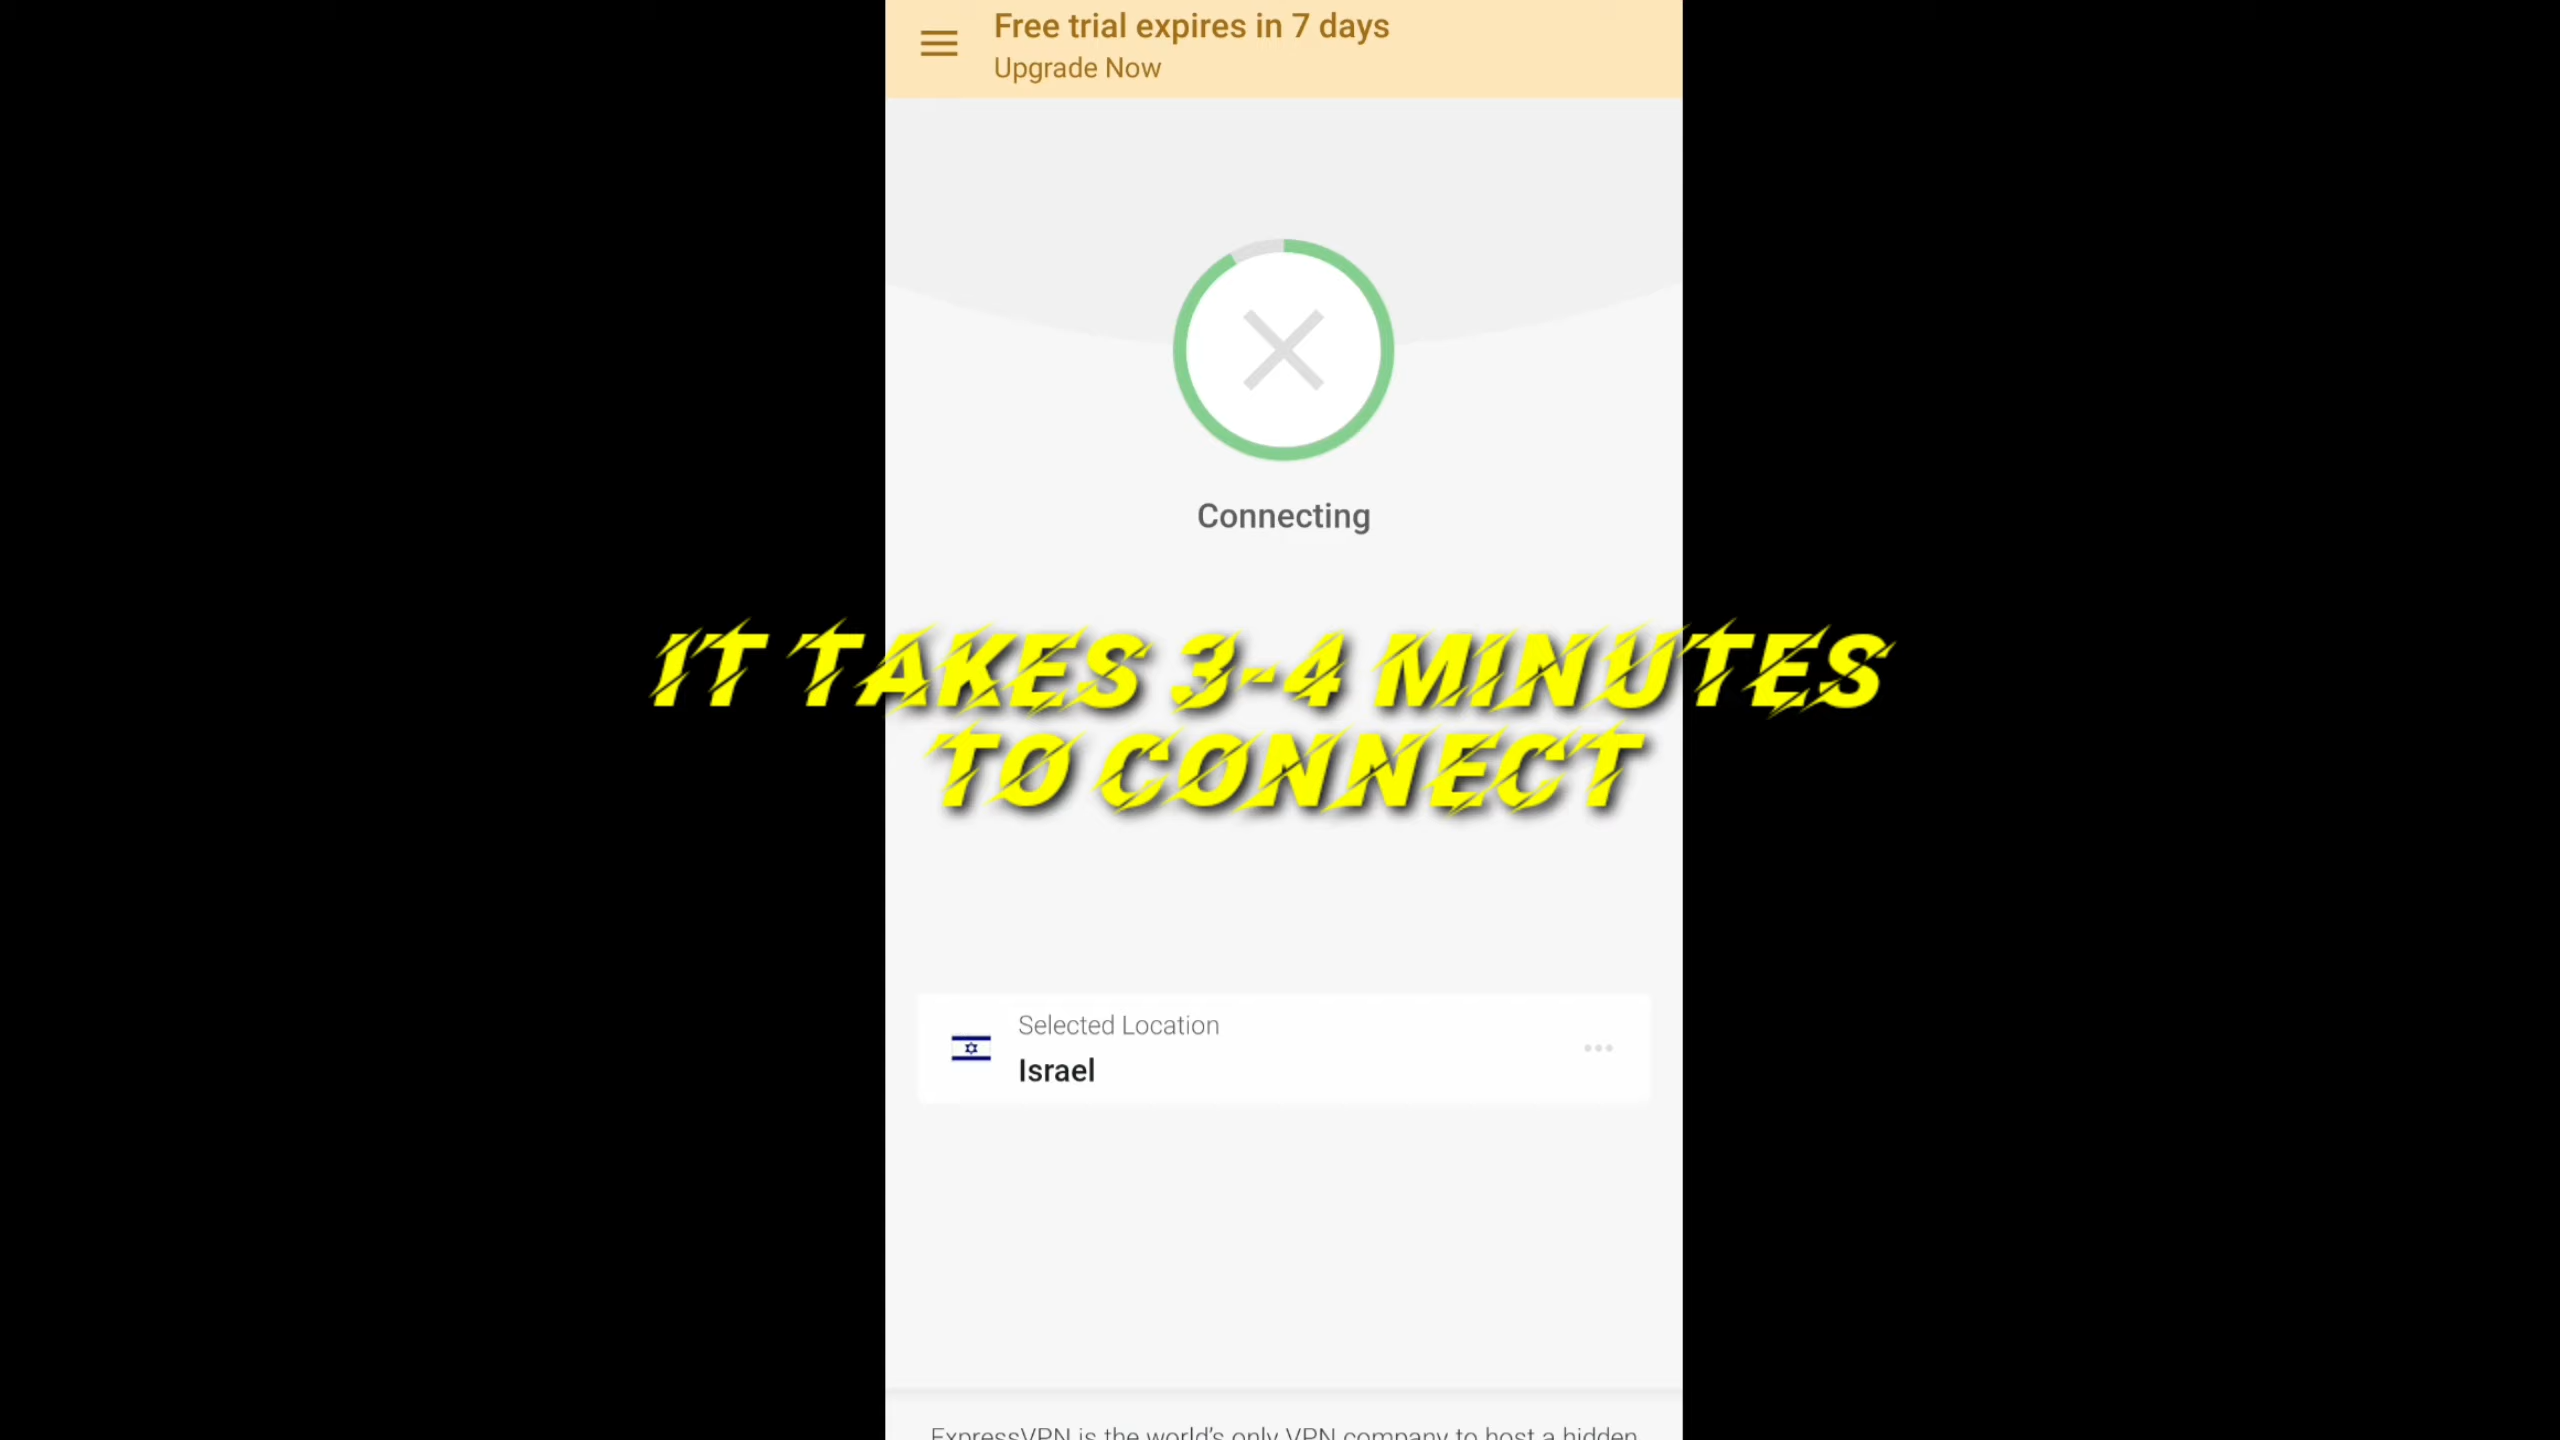 Free trial expires in 7 days
Upgrade Now
Connecting
IT TAKES 3-4 MINUTES
TO CONNECT
Selected Location
Israel
ExpressVPN is the world's only VPN company to host a hidden